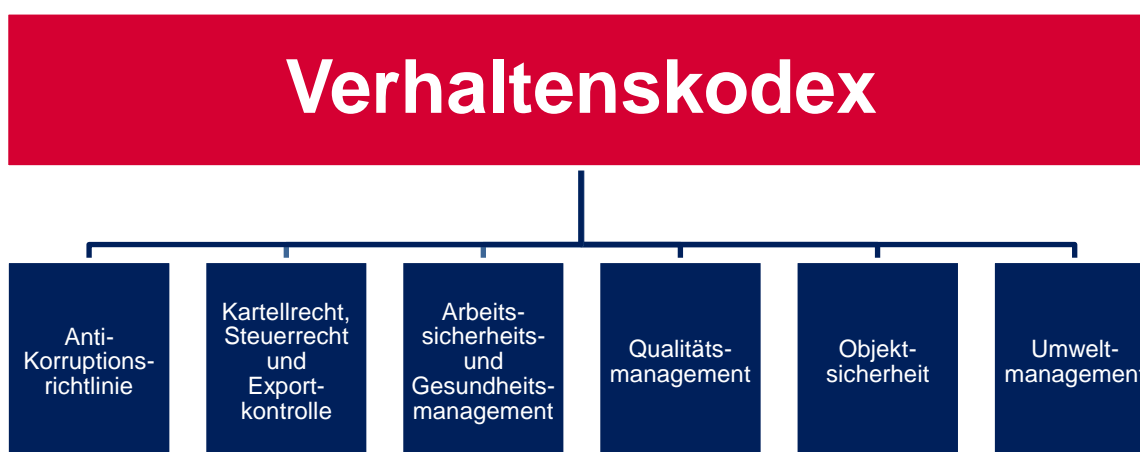 Verhaltenskodex
Anti-
Korruptions-
richtlinie
Kartellrecht,
Steuerrecht
und
Export-
kontrolle
Arbeits-
sicherheits-
und
Gesundheits-
management
Qualitäts-
management
Objekt-
sicherheit
Umwelt-
management